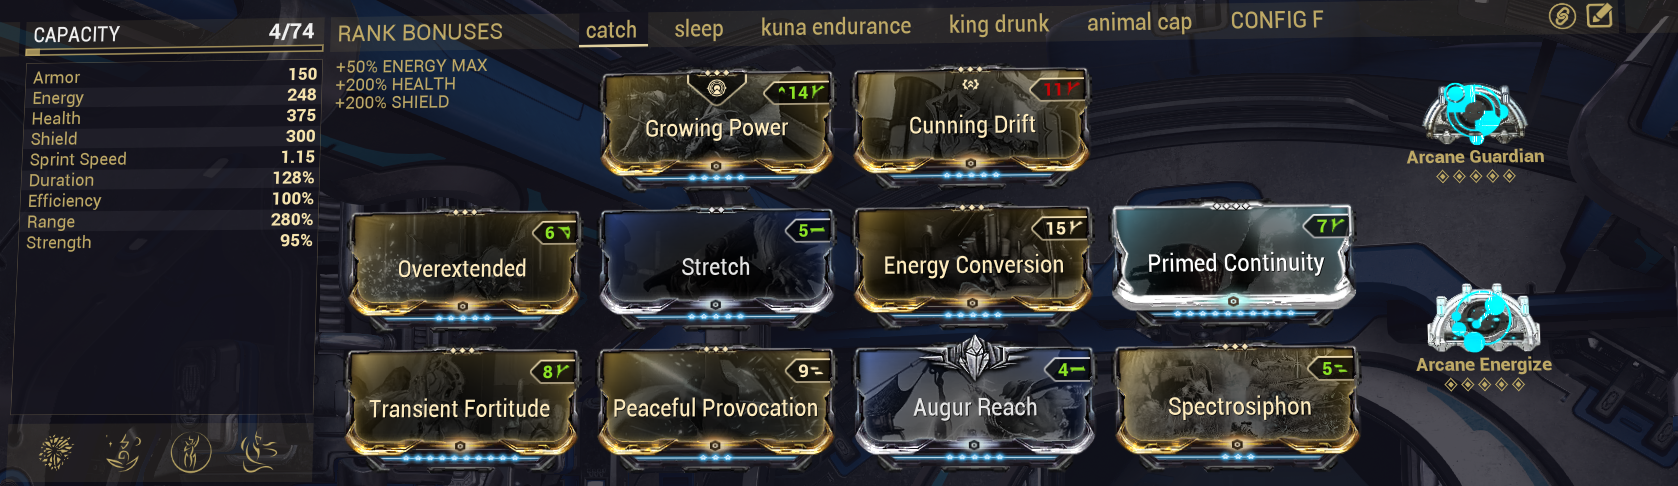 CAPACITY 4/74
RANK BONUSES
catch sleep kuna endurance king drunk animal cap CONFIG F
Armor 150
Energy 248
Health 375
Shield 300
Sprint Speed 1.15
Duration 128%
Efficiency 100%
Range 280%
Strength 95%
+50% ENERGY MAX
+200% HEALTH
+200% SHIELD
14
Growing Power
11
Cunning Drift
Arcane Guardian
6
Overextended
5
Stretch
15
Energy Conversion
7
Primed Continuity
8
Transient Fortitude
9
Peaceful Provocation
4
Augur Reach
5
Spectrosiphon
Arcane Energize